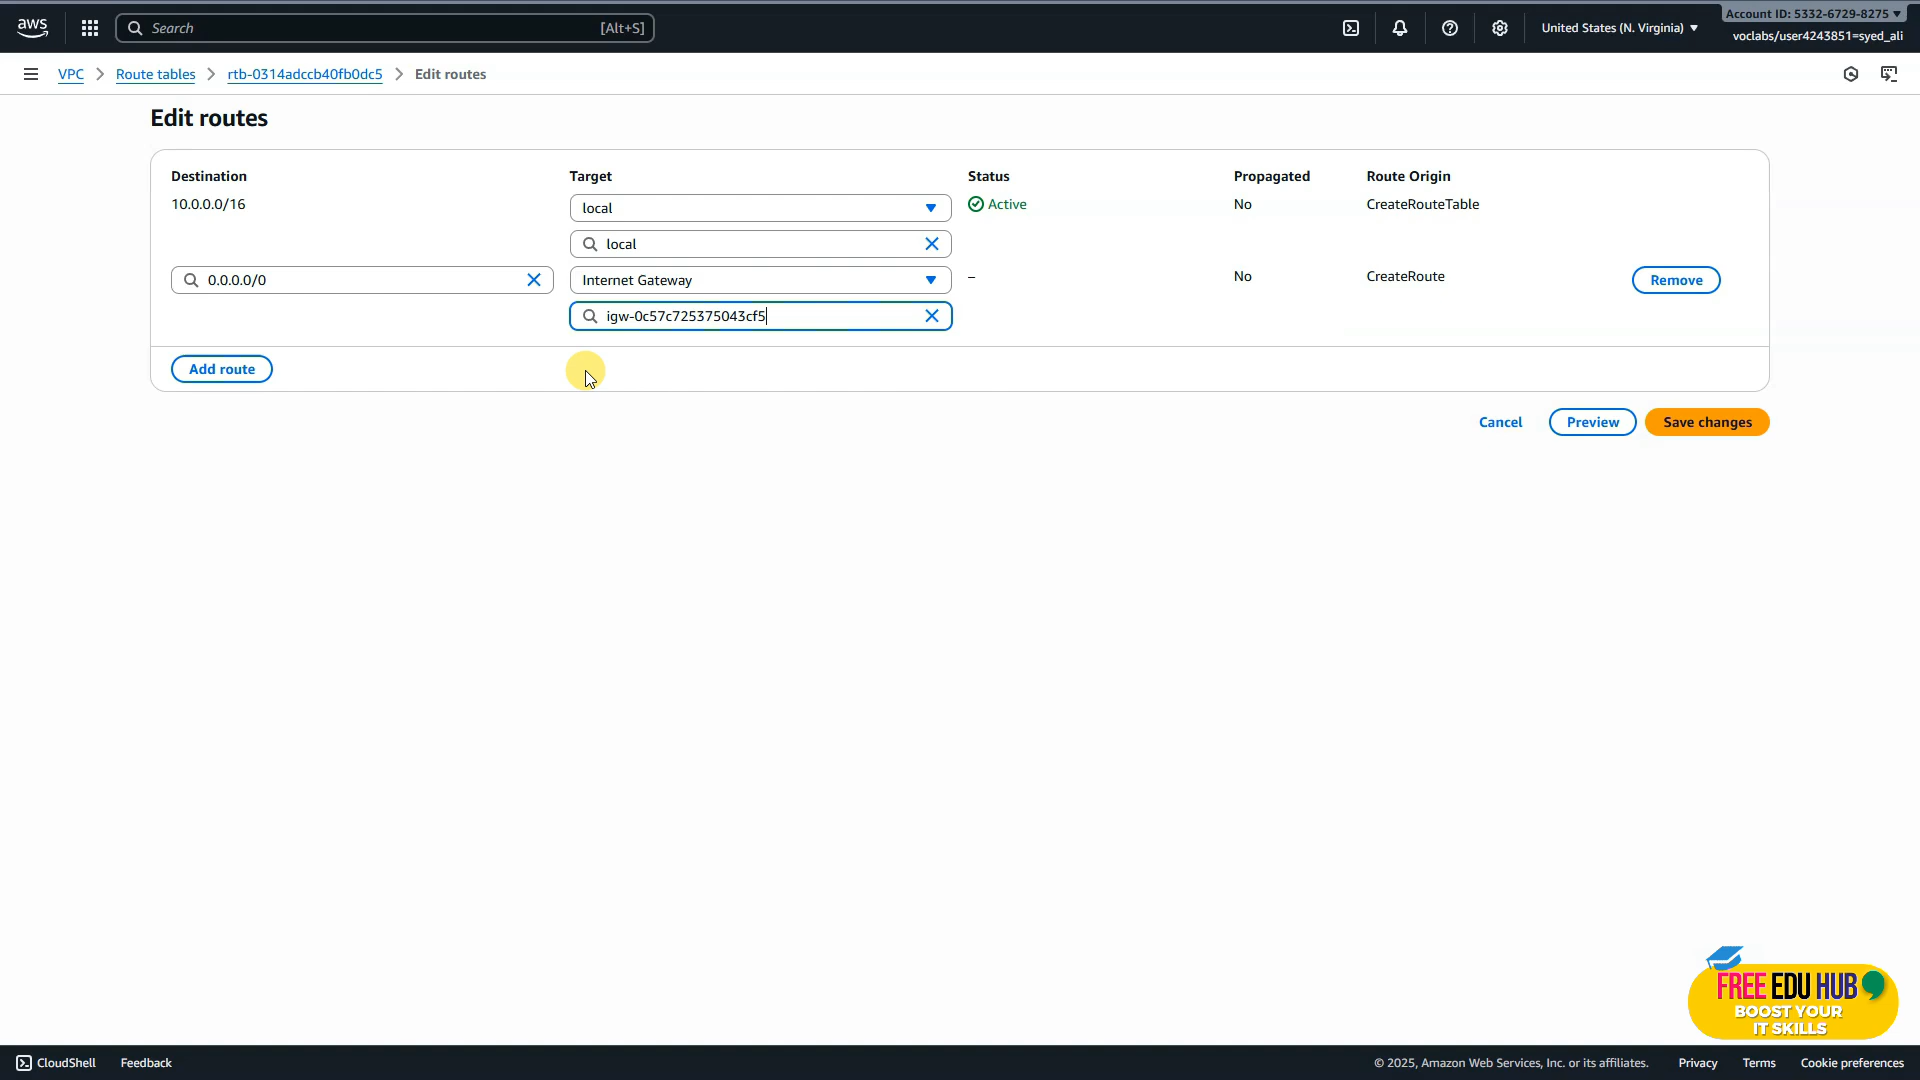 aws
Search
[Alt+S]
United States (N. Virginia)
Account ID: 5332-6729-8275
voclabs/user4243851=syed_ali
VPC
Route tables
rtb-0314adccb40fb0dc5
Edit routes
Edit routes
Destination
Target
Status
Propagated
Route Origin
10.0.0.0/16
local
Active
No
CreateRouteTable
local
0.0.0.0/0
Internet Gateway
–
No
CreateRoute
Remove
igw-0c57c725375043cf5
Add route
Cancel
Preview
Save changes
FREE EDU HUB
BOOST YOUR
IT SKILLS
CloudShell
Feedback
© 2025, Amazon Web Services, Inc. or its affiliates.
Privacy
Terms
Cookie preferences